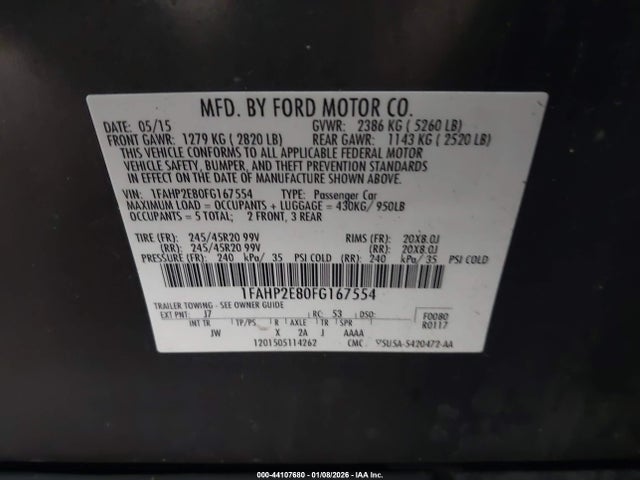 MFD. BY FORD MOTOR CO.
DATE: 05/15 GVWR: 2386 KG ( 5260 LB)
FRONT GAWR: 1279 KG ( 2820 LB) REAR GAWR: 1143 KG ( 2520 LB)
THIS VEHICLE CONFORMS TO ALL APPLICABLE FEDERAL MOTOR
VEHICLE SAFETY, BUMPER, AND THEFT PREVENTION STANDARDS
IN EFFECT ON THE DATE OF MANUFACTURE SHOWN ABOVE.
VIN: 1FAHP2E80FG167554 TYPE: Passenger Car
MAXIMUM LOAD = OCCUPANTS + LUGGAGE = 430KG/ 950LB
OCCUPANTS = 5 TOTAL; 2 FRONT, 3 REAR
TIRE (FR): 245/45R20 99V RIMS (FR): 20X8.0J
(RR): 245/45R20 99V (RR): 20X8.0J
PRESSURE (FR): 240 kPa/ 35 PSI COLD (RR): 240 kPa/ 35 PSI COLD
1FAHP2E80FG167554
TRAILER TOWING - SEE OWNER GUIDE
EXT PNT: J7 RC: 53 DSO: F0080
R0117
INT TR TP/PS R AXLE TR SPR
JW X 2A J AAAA
1201505114262 CMC SU5A-5420472-AA
000-44107680 - 01/08/2026 - IAA Inc.